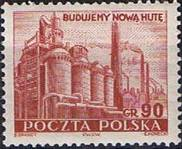 BUDUJEMY NOWĄ HUTĘ
GR 90
POCZTA POLSKA